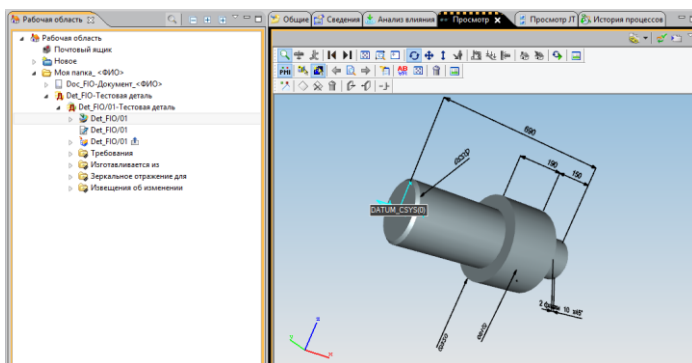 Рабочая область
Рабочая область
Почтовый ящик
Новое
Моя папка_ <ФИО>
Doc_FIO-Документ_<ФИО>
Det_FIO-Тестовая деталь
Det_FIO/01-Тестовая деталь
Det_FIO/01
Det_FIO/01
Det_FIO/01
Требования
Изготавливается из
Зеркальное отражение для
Извещения об изменении
Общие Сведения Анализ влияния Просмотр Просмотр JT История процессов
PMI
690
190
150
DATUM_CSYS(0)